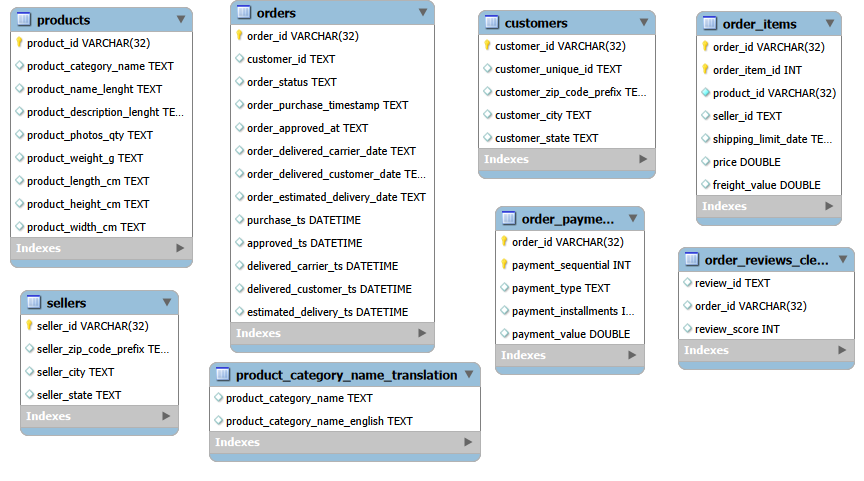 products
product_id VARCHAR(32)
product_category_name TEXT
product_name_lenght TEXT
product_description_lenght TE...
product_photos_qty TEXT
product_weight_g TEXT
product_length_cm TEXT
product_height_cm TEXT
product_width_cm TEXT
Indexes
orders
order_id VARCHAR(32)
customer_id TEXT
order_status TEXT
order_purchase_timestamp TEXT
order_approved_at TEXT
order_delivered_carrier_date TEXT
order_delivered_customer_date TE...
order_estimated_delivery_date TEXT
purchase_ts DATETIME
approved_ts DATETIME
delivered_carrier_ts DATETIME
delivered_customer_ts DATETIME
estimated_delivery_ts DATETIME
Indexes
customers
customer_id VARCHAR(32)
customer_unique_id TEXT
customer_zip_code_prefix TE...
customer_city TEXT
customer_state TEXT
Indexes
order_items
order_id VARCHAR(32)
order_item_id INT
product_id VARCHAR(32)
seller_id TEXT
shipping_limit_date TE...
price DOUBLE
freight_value DOUBLE
Indexes
order_payme...
order_id VARCHAR(32)
payment_sequential INT
payment_type TEXT
payment_installments I...
payment_value DOUBLE
Indexes
order_reviews_cle...
review_id TEXT
order_id VARCHAR(32)
review_score INT
Indexes
sellers
seller_id VARCHAR(32)
seller_zip_code_prefix TE...
seller_city TEXT
seller_state TEXT
Indexes
product_category_name_translation
product_category_name TEXT
product_category_name_english TEXT
Indexes